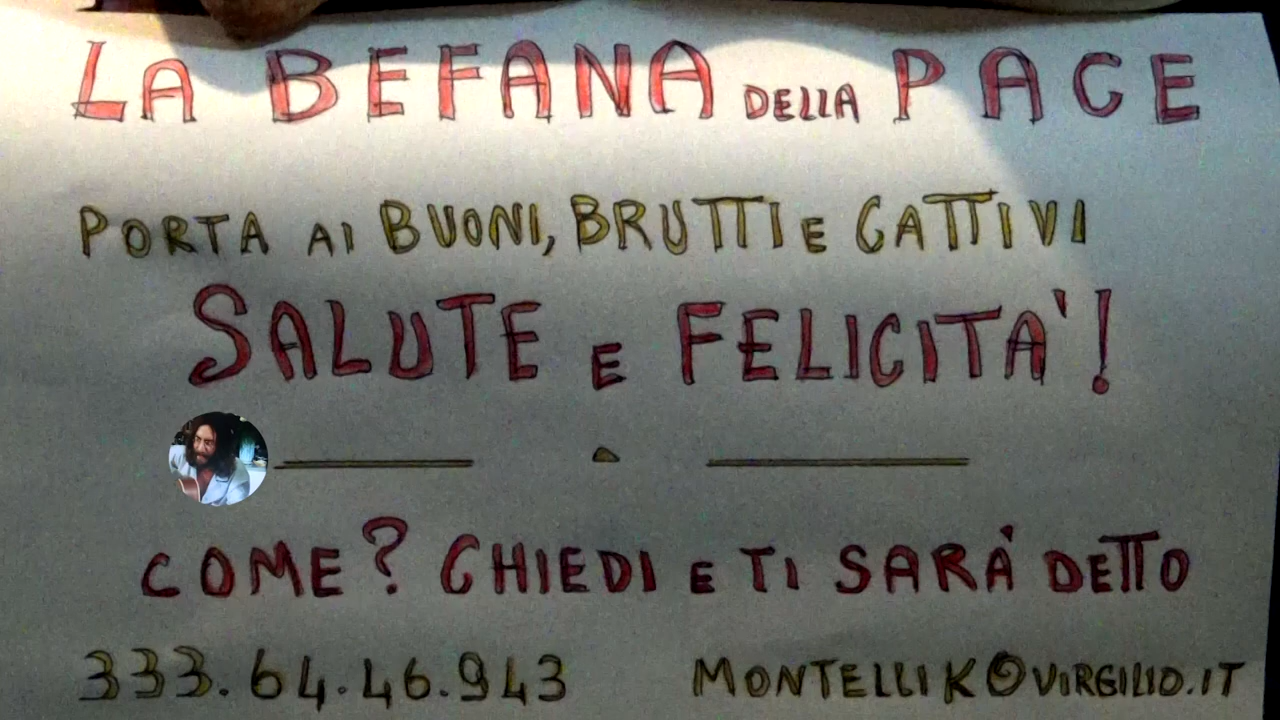 LA BEFANA DELLA PACE
PORTA AI BUONI, BRUTTI E CATTIVI
SALUTE E FELICITA'!
COME? CHIEDI E TI SARÀ DETTO
333.64.46.943 MONTELLIK@VIRGILIO.IT